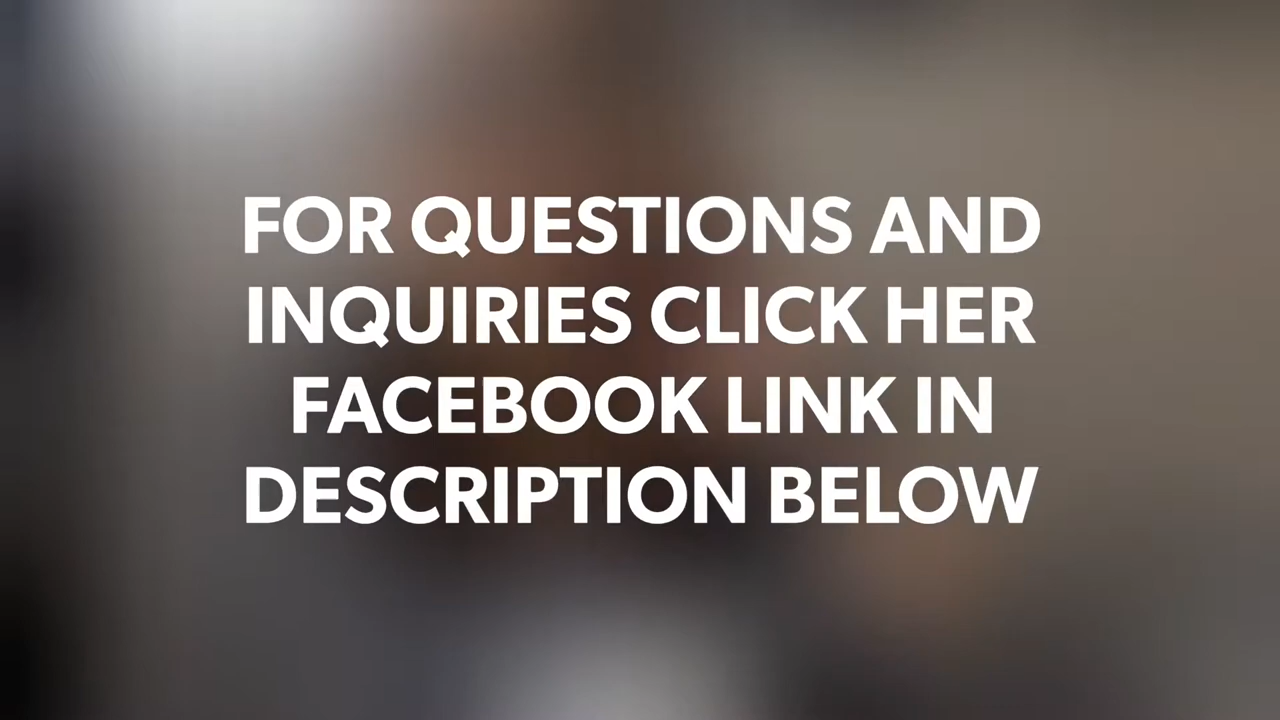 FOR QUESTIONS AND
INQUIRIES CLICK HER
FACEBOOK LINK IN
DESCRIPTION BELOW